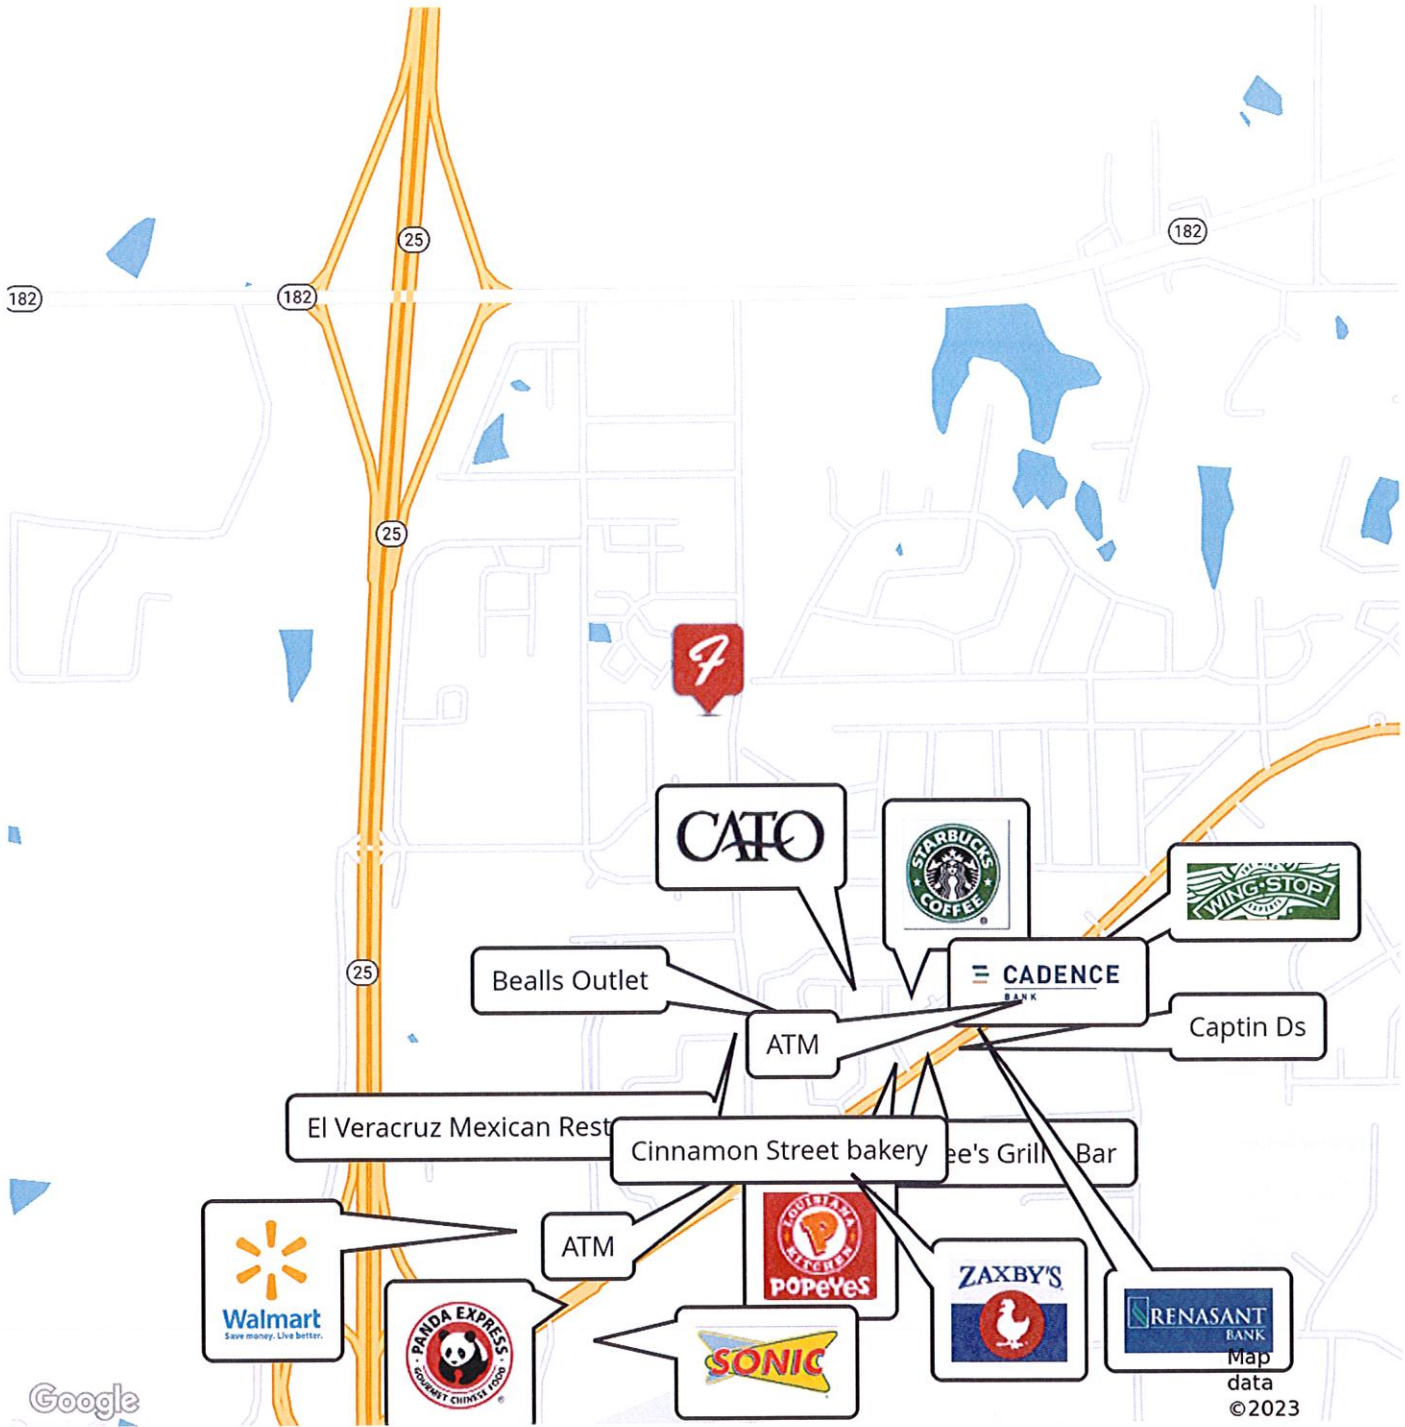 25
182
182
182
25
CATO
STARBUCKS
COFFEE
WING·STOP
25
Bealls Outlet
CADENCE
BANK
ATM
Captin Ds
El Veracruz Mexican Rest
Cinnamon Street bakery
ee's Grill
Bar
Walmart
Save money. Live better.
ATM
LOUISIANA
KITCHEN
POPEYES
ZAXBY'S
PANDA EXPRESS
GOURMET CHINESE FOOD
SONIC
RENASANT
BANK
Map
data
©2023
Google